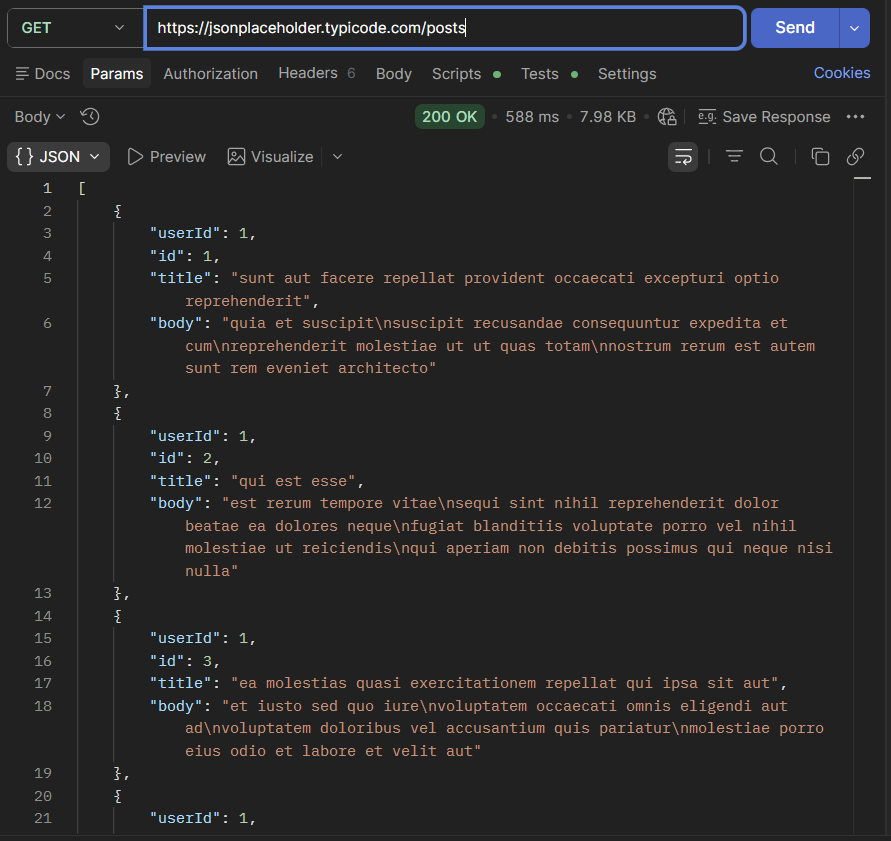 GET https://jsonplaceholder.typicode.com/posts Send
Docs Params Authorization Headers 6 Body Scripts Tests Settings Cookies
Body 200 OK 588 ms 7.98 KB e.g. Save Response
{} JSON Preview Visualize
1 [
2 {
3 "userId": 1,
4 "id": 1,
5 "title": "sunt aut facere repellat provident occaecati excepturi optio
reprehenderit",
6 "body": "quia et suscipit\nsuscipit recusandae consequuntur expedita et
cum\nreprehenderit molestiae ut ut quas totam\nnostrum rerum est autem
sunt rem eveniet architecto"
7 },
8 {
9 "userId": 1,
10 "id": 2,
11 "title": "qui est esse",
12 "body": "est rerum tempore vitae\nsequi sint nihil reprehenderit dolor
beatae ea dolores neque\nfugiat blanditiis voluptate porro vel nihil
molestiae ut reiciendis\nqui aperiam non debitis possimus qui neque nisi
nulla"
13 },
14 {
15 "userId": 1,
16 "id": 3,
17 "title": "ea molestias quasi exercitationem repellat qui ipsa sit aut",
18 "body": "et iusto sed quo iure\nvoluptatem occaecati omnis eligendi aut
ad\nvoluptatem doloribus vel accusantium quis pariatur\nmolestiae porro
eius odio et labore et velit aut"
19 },
20 {
21 "userId": 1,